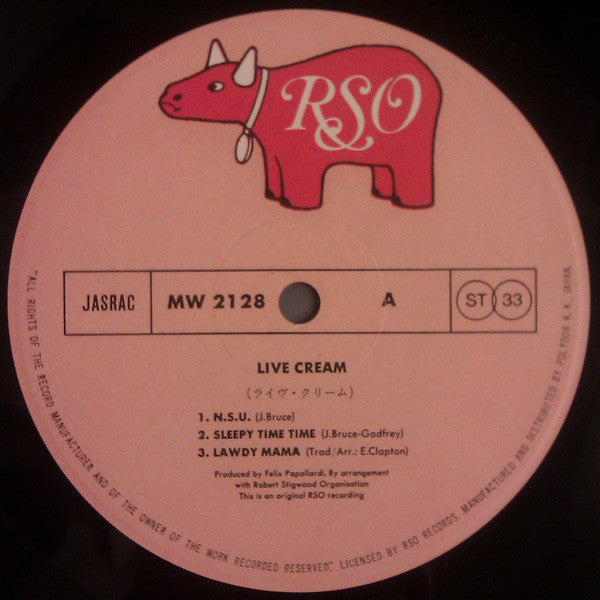 RSO
JASRAC
MW 2128
A
ST 33
LIVE CREAM
(ライヴ・クリーム)
1. N.S.U. (J.Bruce)
2. SLEEPY TIME TIME (J.Bruce-Godfrey)
3. LAWDY MAMA (Trad/Arr.: E.Clapton)
Produced by Felix Papallardi. By arrangement
with Robert Stigwood Organisation
This is an original RSO recording
"ALL RIGHTS OF THE RECORD MANUFACTURER AND OF THE OWNER OF THE WORK RECORDED RESERVED". LICENSED BY RSO RECORDS. MANUFACTURED AND DISTRIBUTED BY POLYDOR K.K. JAPAN.